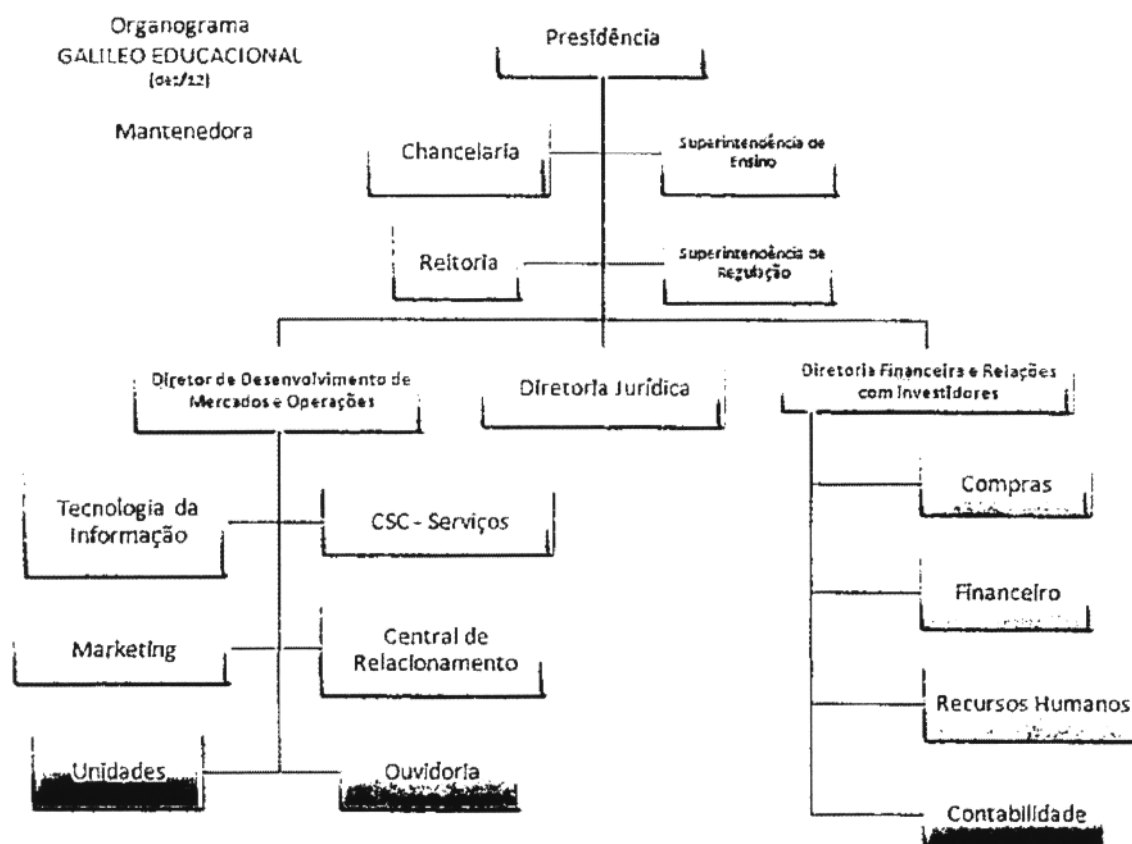 Organograma
GALILEO EDUCACIONAL
(dez/12)
Mantenedora
Presidência
Chancelaria
Superintendência de
Ensino
Reitoria
Superintendência de
Regulação
Diretor de Desenvolvimento de
Mercados e Operações
Diretoria Jurídica
Diretoria Financeira e Relações
com Investidores
Tecnologia da
Informação
CSC - Serviços
Compras
Financeiro
Marketing
Central de
Relacionamento
Recursos Humanos
Unidades
Ouvidoria
Contabilidade